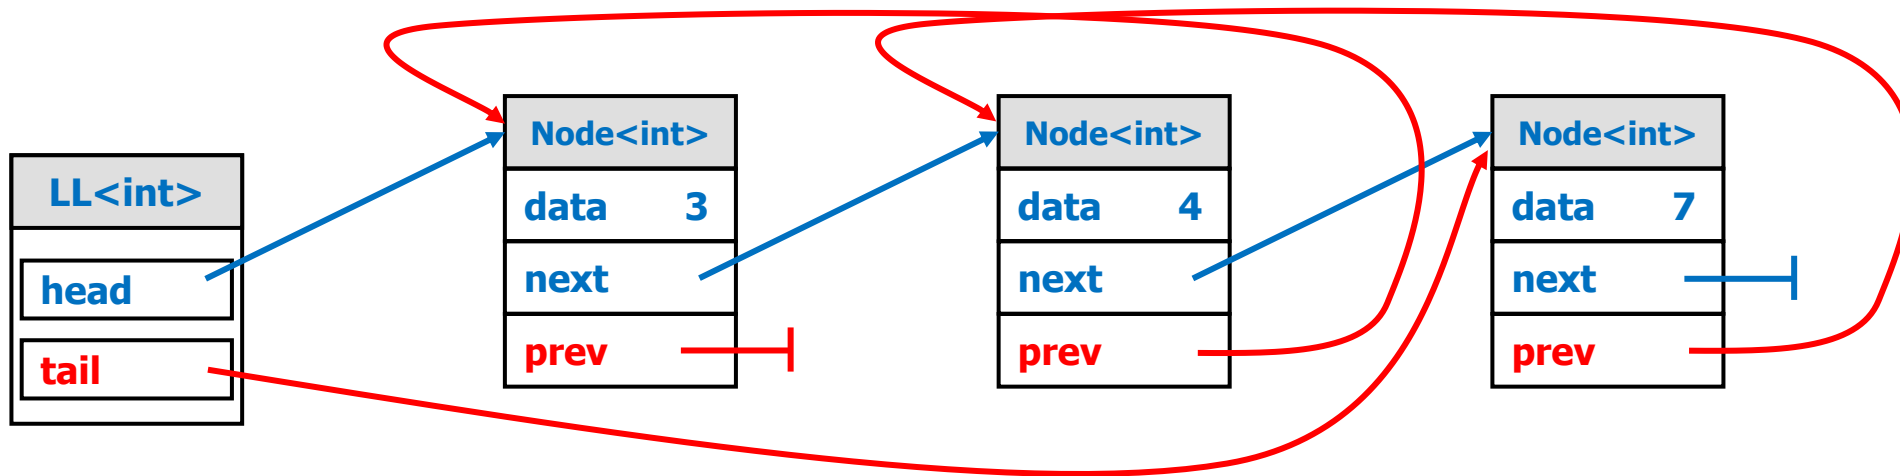 LL<int>
head
tail
Node<int>
data 3
next
prev
Node<int>
data 4
next
prev
Node<int>
data 7
next
prev